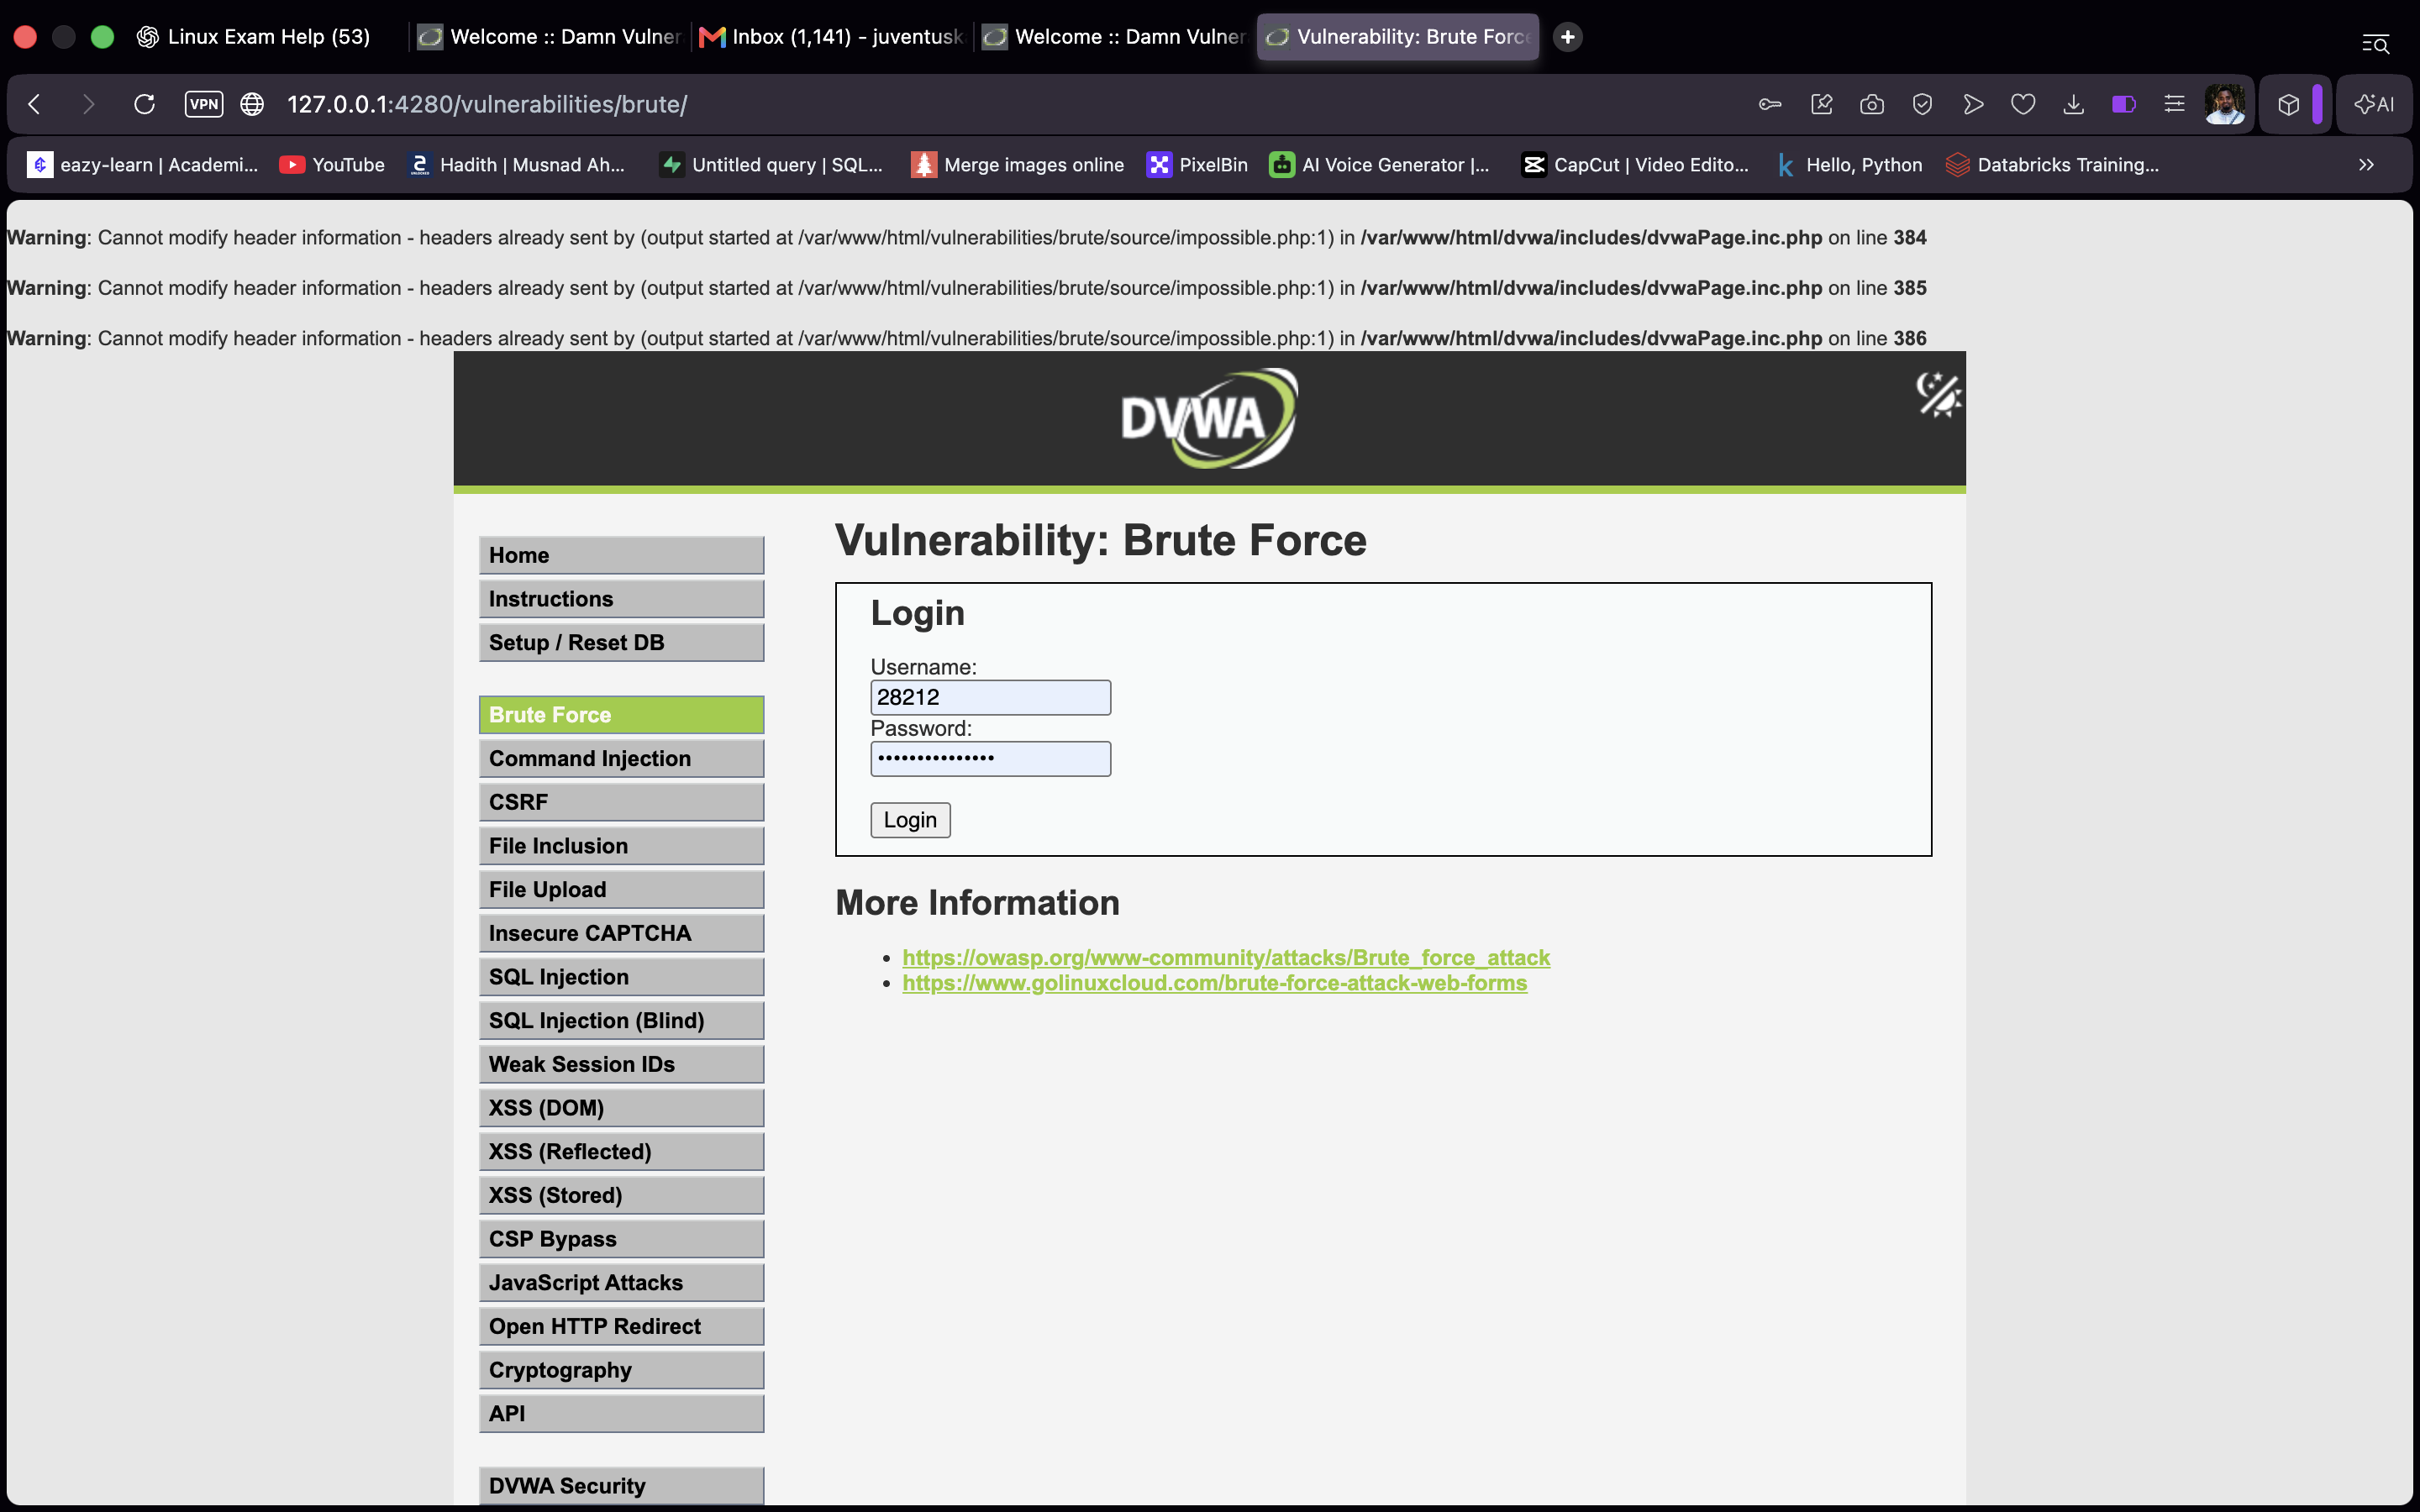 Linux Exam Help (53)
Welcome :: Damn Vulner
Inbox (1,141) - juventusk
Welcome :: Damn Vulner
Vulnerability: Brute Force
VPN
127.0.0.1:4280/vulnerabilities/brute/
AI
eazy-learn | Academi...
YouTube
Hadith | Musnad Ah...
Untitled query | SQL...
Merge images online
PixelBin
AI Voice Generator |...
CapCut | Video Edito...
Hello, Python
Databricks Training...
Warning: Cannot modify header information - headers already sent by (output started at /var/www/html/vulnerabilities/brute/source/impossible.php:1) in /var/www/html/dvwa/includes/dvwaPage.inc.php on line 384
Warning: Cannot modify header information - headers already sent by (output started at /var/www/html/vulnerabilities/brute/source/impossible.php:1) in /var/www/html/dvwa/includes/dvwaPage.inc.php on line 385
Warning: Cannot modify header information - headers already sent by (output started at /var/www/html/vulnerabilities/brute/source/impossible.php:1) in /var/www/html/dvwa/includes/dvwaPage.inc.php on line 386
DVWA
Home
Instructions
Setup / Reset DB
Brute Force
Command Injection
CSRF
File Inclusion
File Upload
Insecure CAPTCHA
SQL Injection
SQL Injection (Blind)
Weak Session IDs
XSS (DOM)
XSS (Reflected)
XSS (Stored)
CSP Bypass
JavaScript Attacks
Open HTTP Redirect
Cryptography
API
DVWA Security
Vulnerability: Brute Force
Login
Username:
28212
Password:
•••••••••••••••
Login
More Information
• https://owasp.org/www-community/attacks/Brute_force_attack
• https://www.golinuxcloud.com/brute-force-attack-web-forms